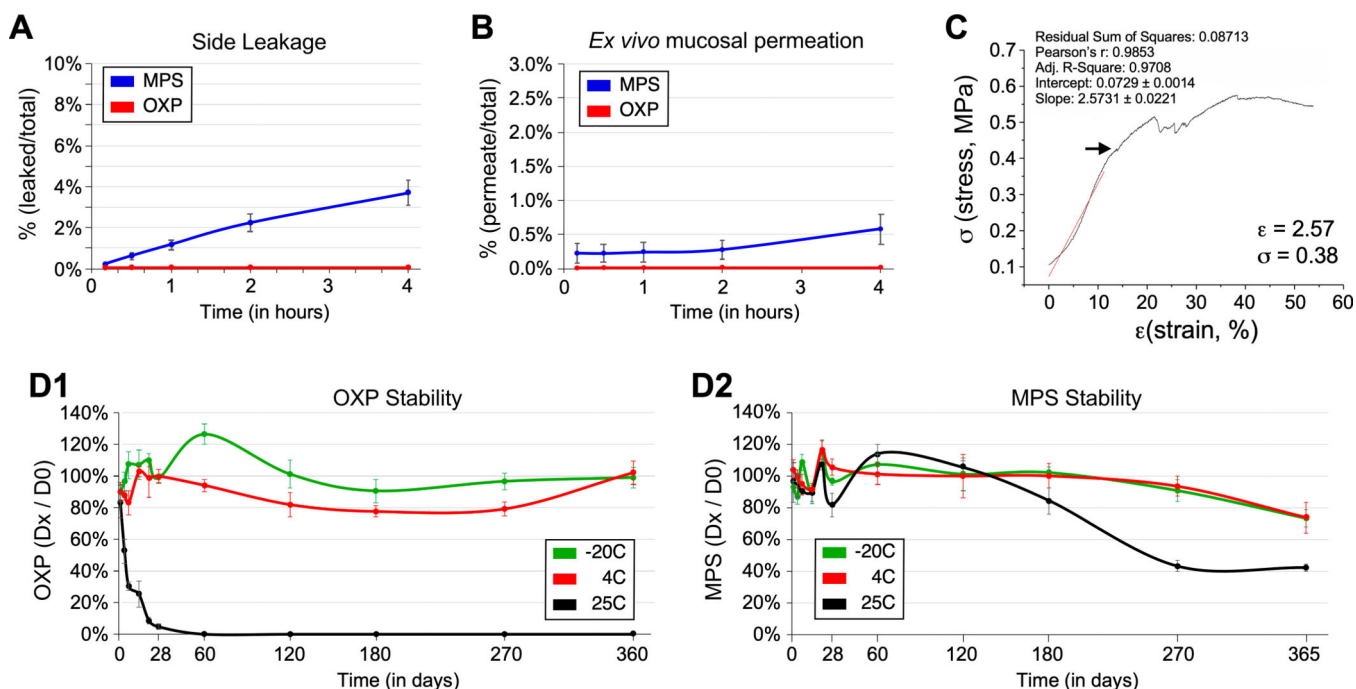 A
Side Leakage
MPS
OXP
10%
8%
6%
4%
2%
0%
% (leaked/total)
0
1
2
3
4
Time (in hours)
B
Ex vivo mucosal permeation
MPS
OXP
3.0%
2.5%
2.0%
1.5%
1.0%
0.5%
0.0%
% (permeate/total)
0
1
2
3
4
Time (in hours)
C
Residual Sum of Squares: 0.08713
Pearson's r: 0.9853
Adj. R-Square: 0.9708
Intercept: 0.0729 ± 0.0014
Slope: 2.5731 ± 0.0221
0.7
0.6
0.5
0.4
0.3
0.2
0.1
σ (stress, MPa)
ε = 2.57
σ = 0.38
0
10
20
30
40
50
60
ε(strain, %)
D1
OXP Stability
140%
120%
100%
80%
60%
40%
20%
0%
OXP (Dx / D0)
-20C
4C
25C
0
28
60
120
180
270
360
Time (in days)
D2
MPS Stability
140%
120%
100%
80%
60%
40%
20%
0%
MPS (Dx / D0)
-20C
4C
25C
0
28
60
120
180
270
365
Time (in days)